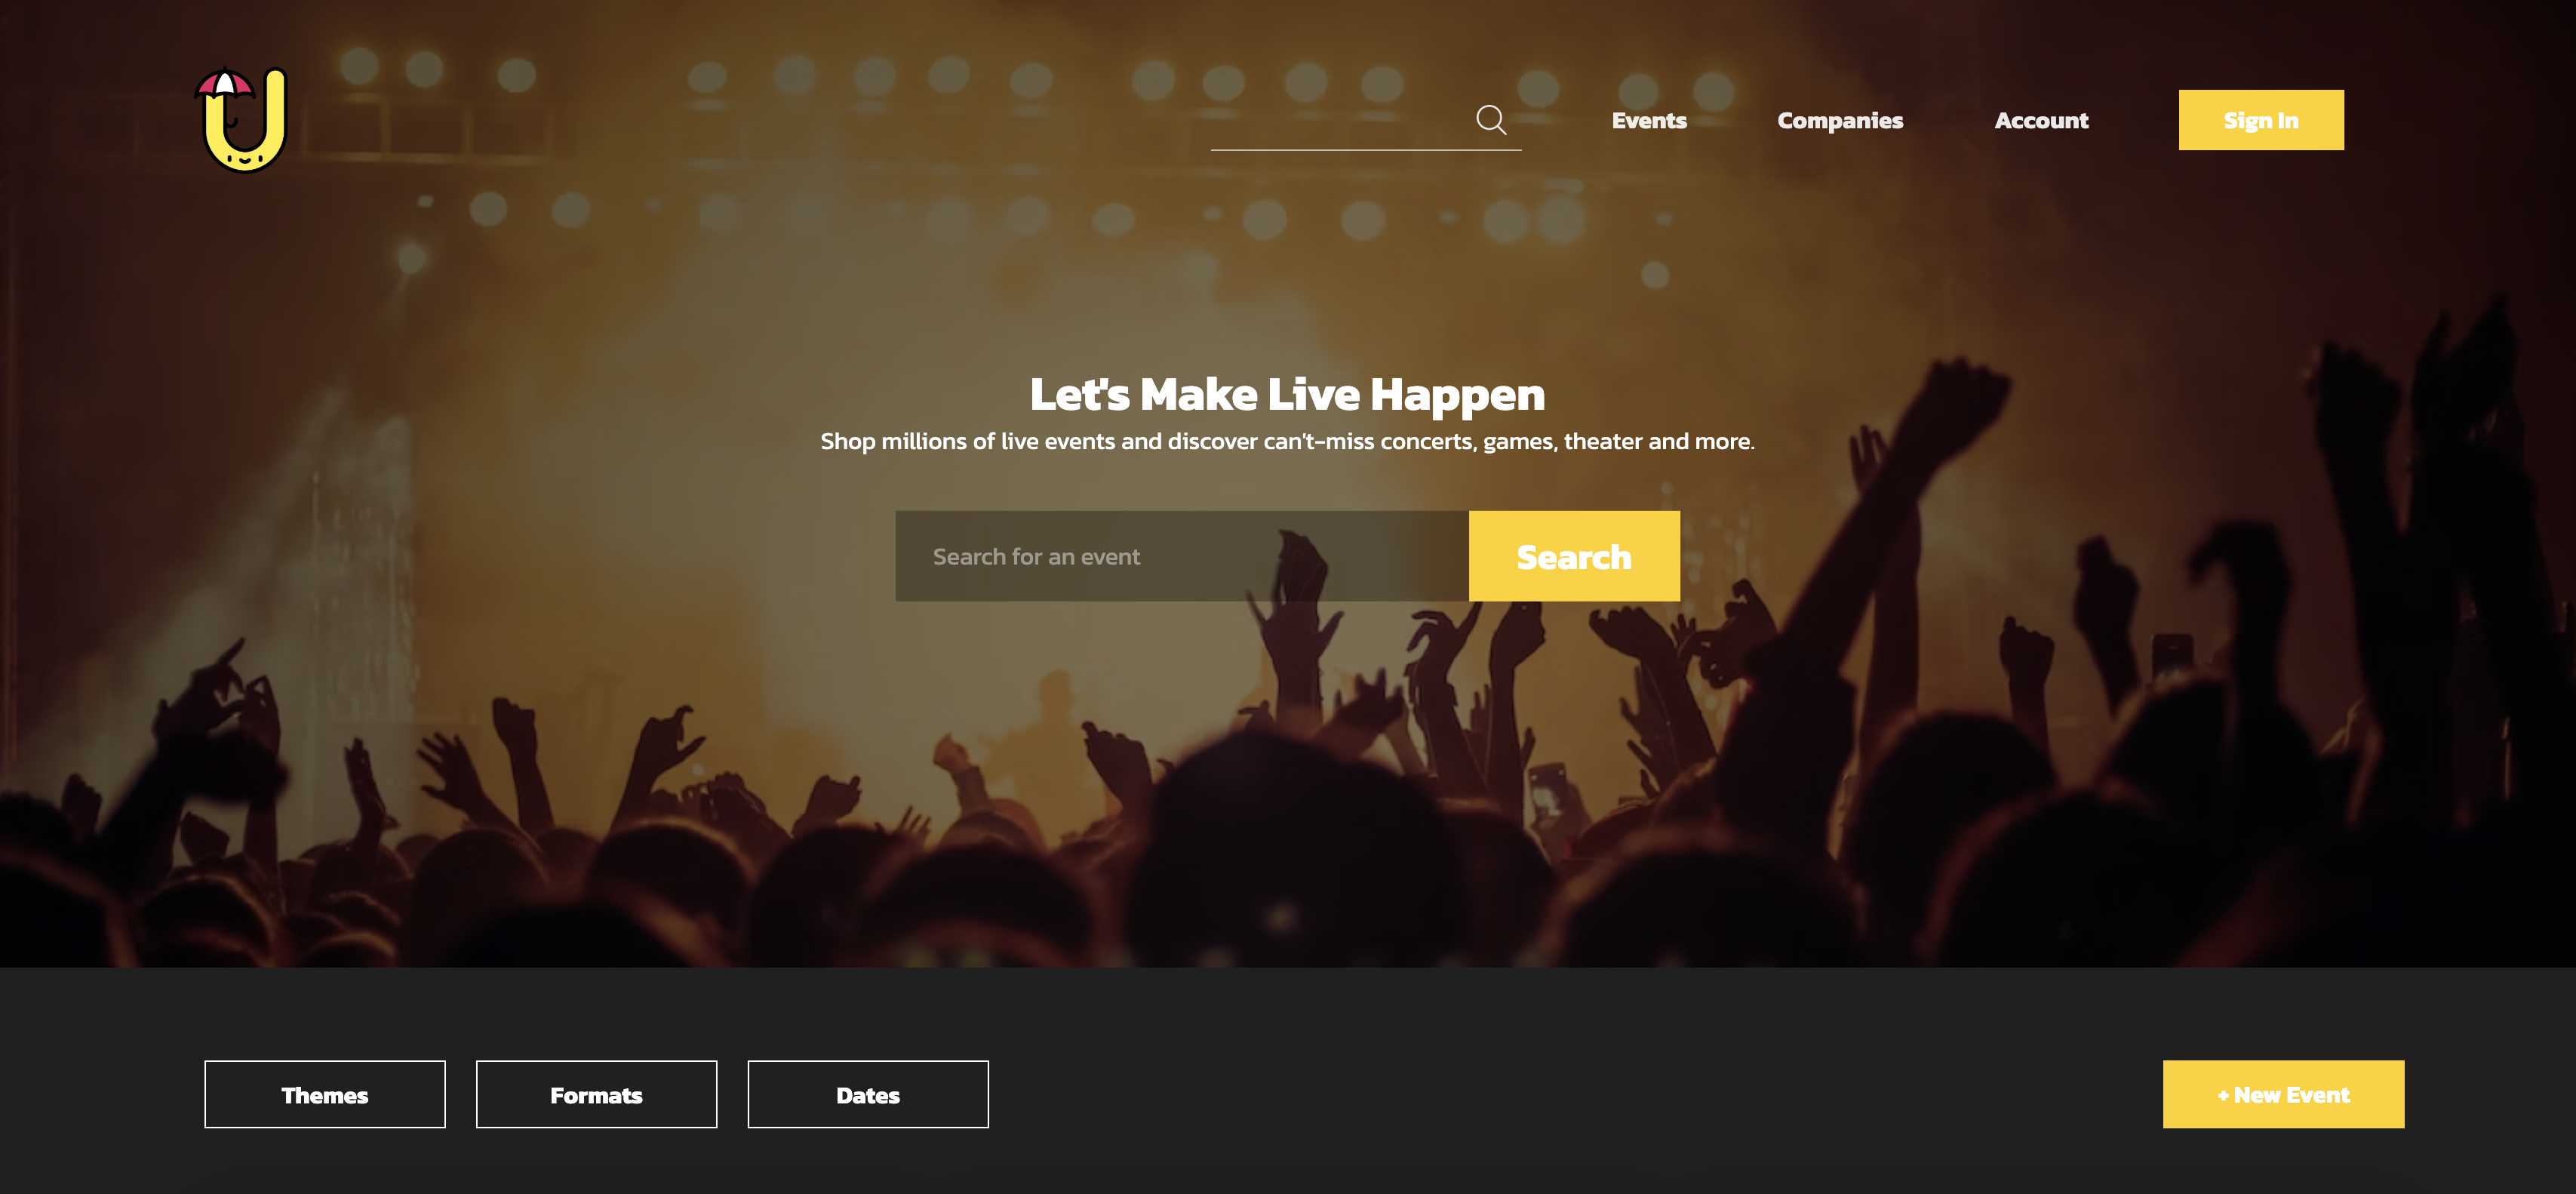 Events
Companies
Account
Sign In
Let's Make Live Happen
Shop millions of live events and discover can't-miss concerts, games, theater and more.
Search for an event
Search
Themes
Formats
Dates
+ New Event